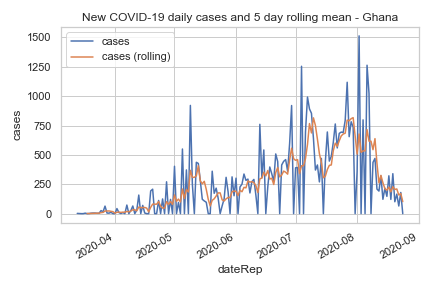 New COVID-19 daily cases and 5 day rolling mean - Ghana
cases
cases (rolling)
1500
1250
1000
750
500
250
0
cases
2020-04
2020-05
2020-06
2020-07
2020-08
2020-09
dateRep